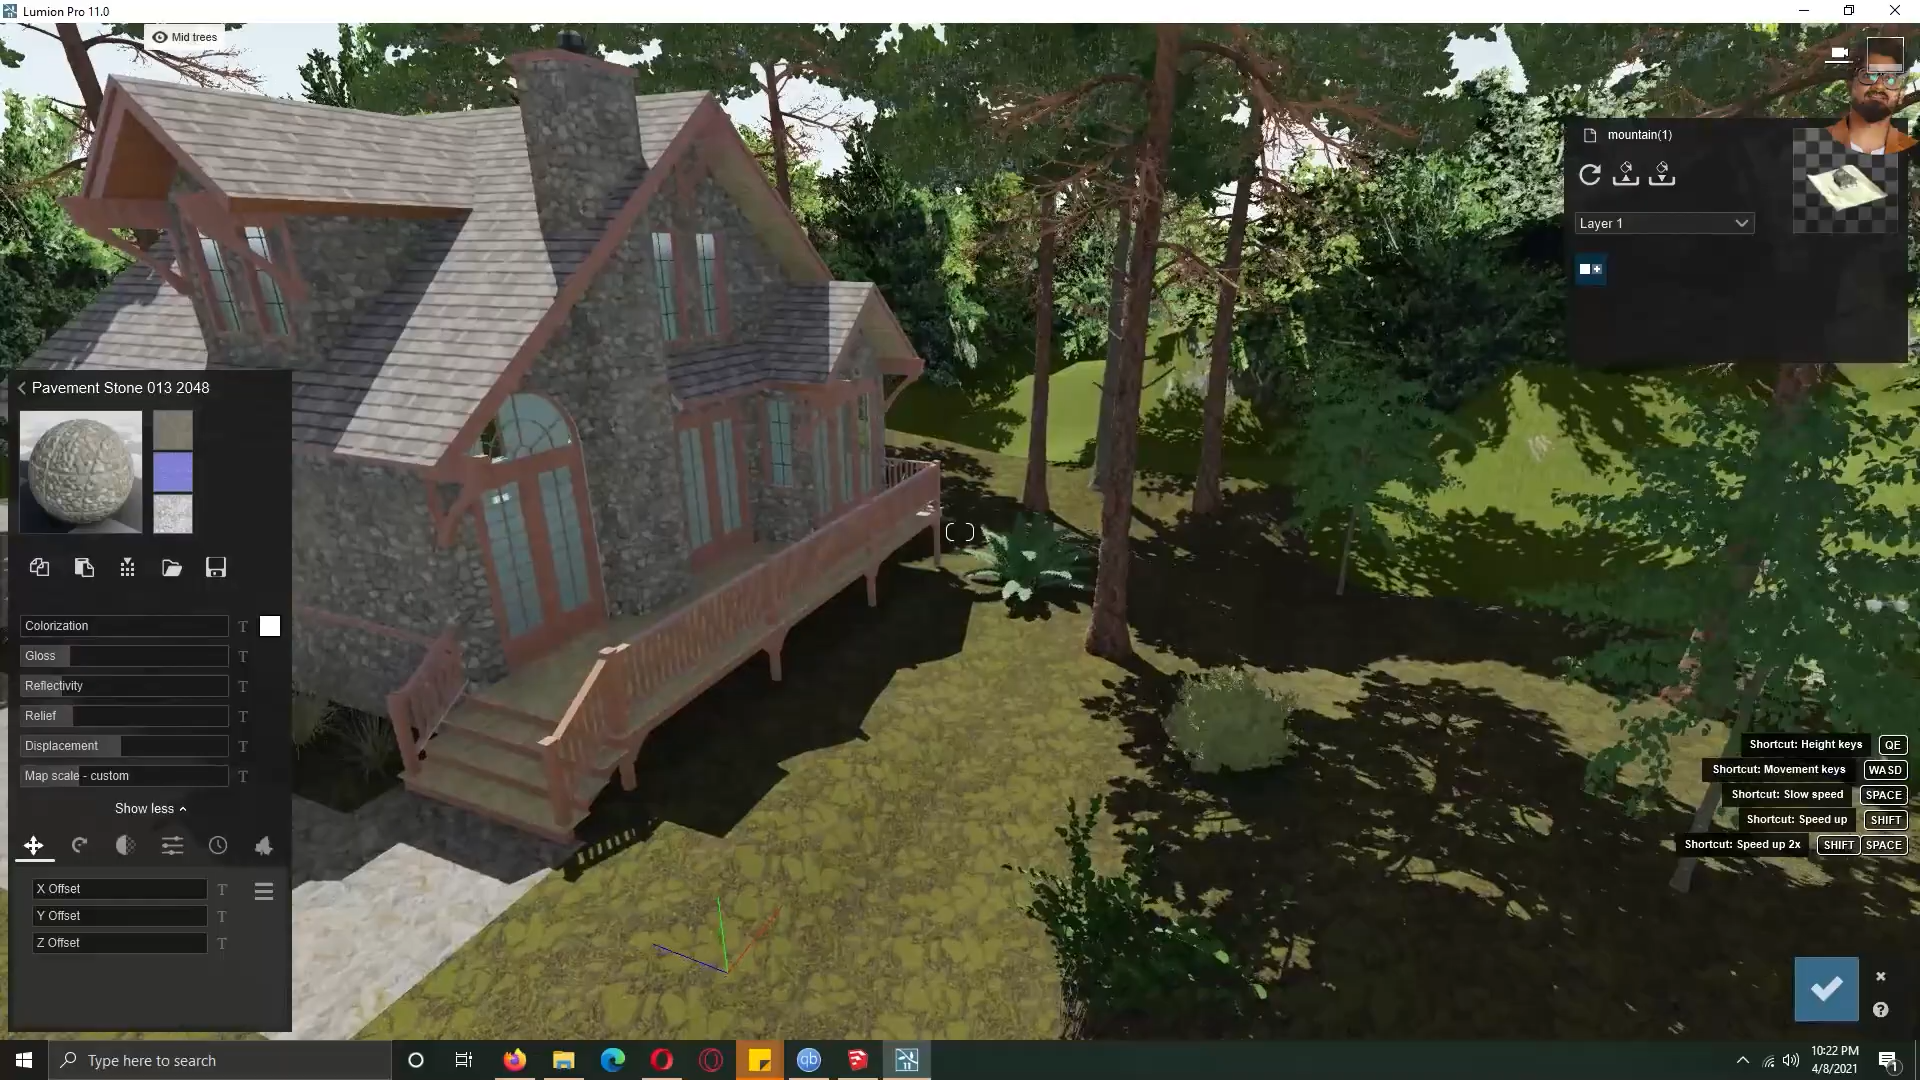 Lumion Pro 11.0
Mid trees
mountain(1)
Layer 1
Pavement Stone 013 2048
Colorization T
Gloss T
Reflectivity T
Relief T
Displacement T
Map scale - custom T
Show less
X Offset T
Y Offset T
Z Offset T
Shortcut: Height keys QE
Shortcut: Movement keys WASD
Shortcut: Slow speed SPACE
Shortcut: Speed up SHIFT
Shortcut: Speed up 2x SHIFT SPACE
?
Type here to search
qb
11
10:22 PM
4/8/2021
1